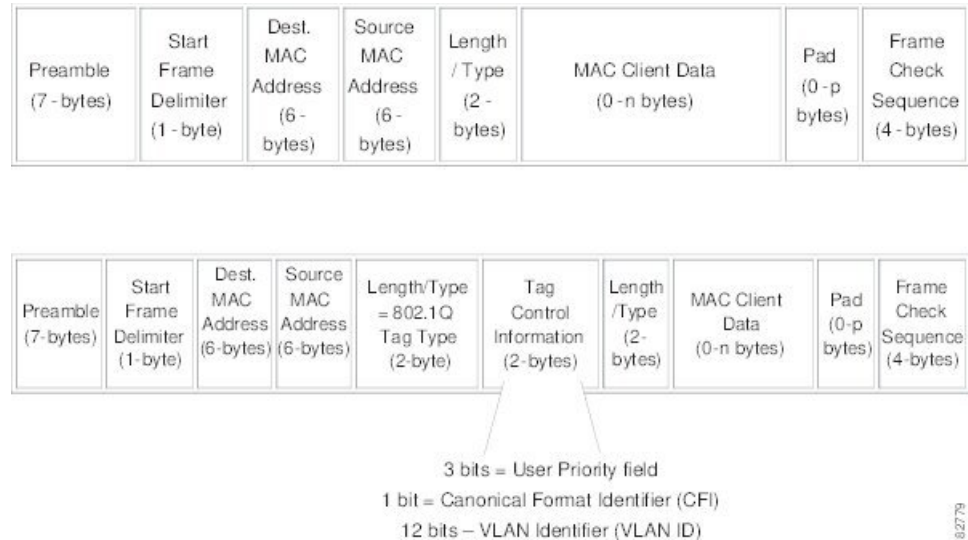 Preamble
(7 - bytes)
Start
Frame
Delimiter
(1 - byte)
Dest.
MAC
Address
(6 -
bytes)
Source
MAC
Address
(6 -
bytes)
Length
/ Type
(2 -
bytes)
MAC Client Data
(0 -n bytes)
Pad
(0 -p
bytes)
Frame
Check
Sequence
(4 - bytes)
Preamble
(7-bytes)
Start
Frame
Delimiter
(1-byte)
Dest.
MAC
Address
(6-bytes)
Source
MAC
Address
(6-bytes)
Length/Type
= 802.1Q
Tag Type
(2-byte)
Tag
Control
Information
(2-bytes)
Length
/Type
(2-
bytes)
MAC Client
Data
(0-n bytes)
Pad
(0-p
bytes)
Frame
Check
Sequence
(4-bytes)
3 bits = User Priority field
1 bit = Canonical Format Identifier (CFI)
12 bits – VLAN Identifier (VLAN ID)
82779